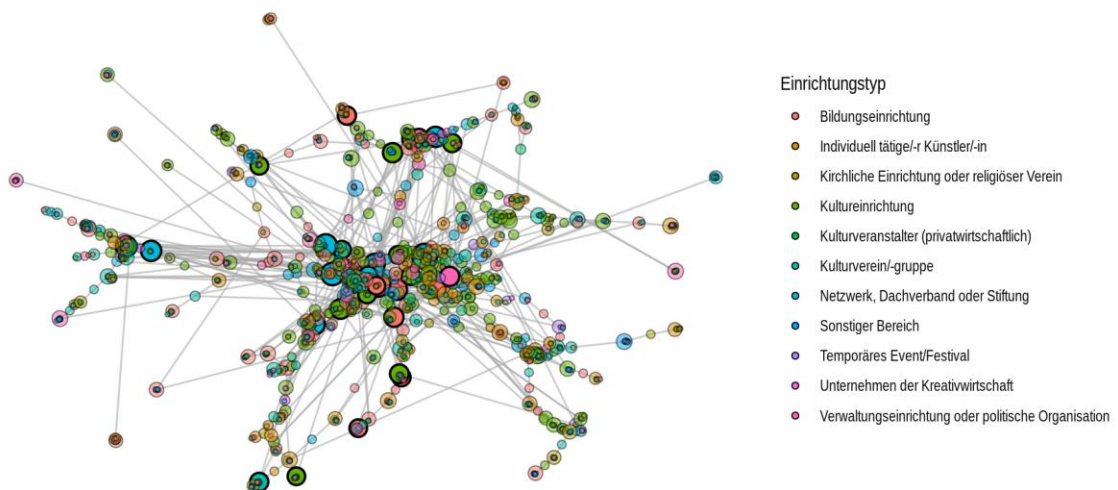 Einrichtungstyp
Bildungseinrichtung
Individuell tätige/-r Künstler/-in
Kirchliche Einrichtung oder religiöser Verein
Kultureinrichtung
Kulturveranstalter (privatwirtschaftlich)
Kulturverein/-gruppe
Netzwerk, Dachverband oder Stiftung
Sonstiger Bereich
Temporäres Event/Festival
Unternehmen der Kreativwirtschaft
Verwaltungseinrichtung oder politische Organisation